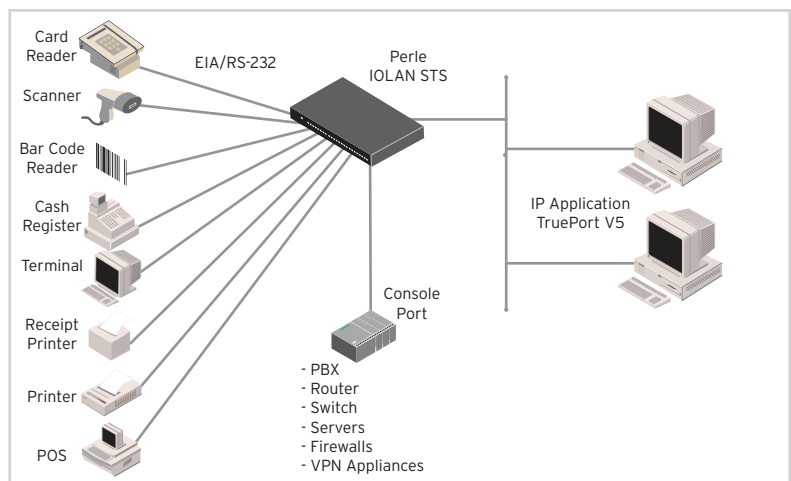 Card
Reader
EIA/RS-232
Perle
IOLAN STS
Scanner
Bar Code
Reader
Cash
Register
IP Application
TruePort V5
Terminal
Console
Port
Receipt
Printer
- PBX
- Router
- Switch
- Servers
- Firewalls
- VPN Appliances
Printer
POS